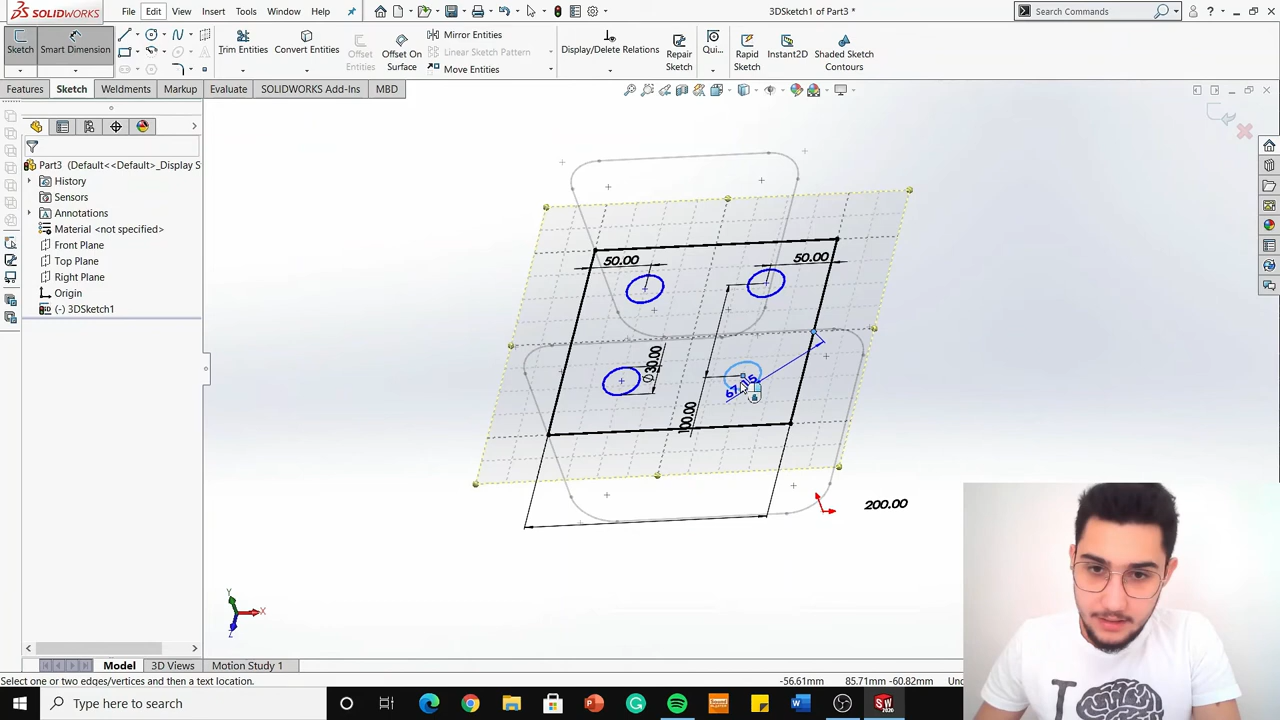 SOLIDWORKS
File
Edit
View
Insert
Tools
Window
Help
3DSketch1 of Part3 *
Search Commands
Sketch
Smart Dimension
Trim Entities
Convert Entities
Offset Entities
Offset On Surface
Mirror Entities
Linear Sketch Pattern
Move Entities
Display/Delete Relations
Repair Sketch
Qui...
Rapid Sketch
Instant2D
Shaded Sketch Contours
Features
Sketch
Weldments
Markup
Evaluate
SOLIDWORKS Add-Ins
MBD
Part3 (Default<<Default>_Display S
History
Sensors
Annotations
Material <not specified>
Front Plane
Top Plane
Right Plane
Origin
(-) 3DSketch1
50.00
50.00
Ø30.00
100.00
200.00
Y
X
Z
Model
3D Views
Motion Study 1
Select one or two edges/vertices and then a text location.
-56.61mm
85.71mm
-60.82mm
Type here to search
SW
2020
I